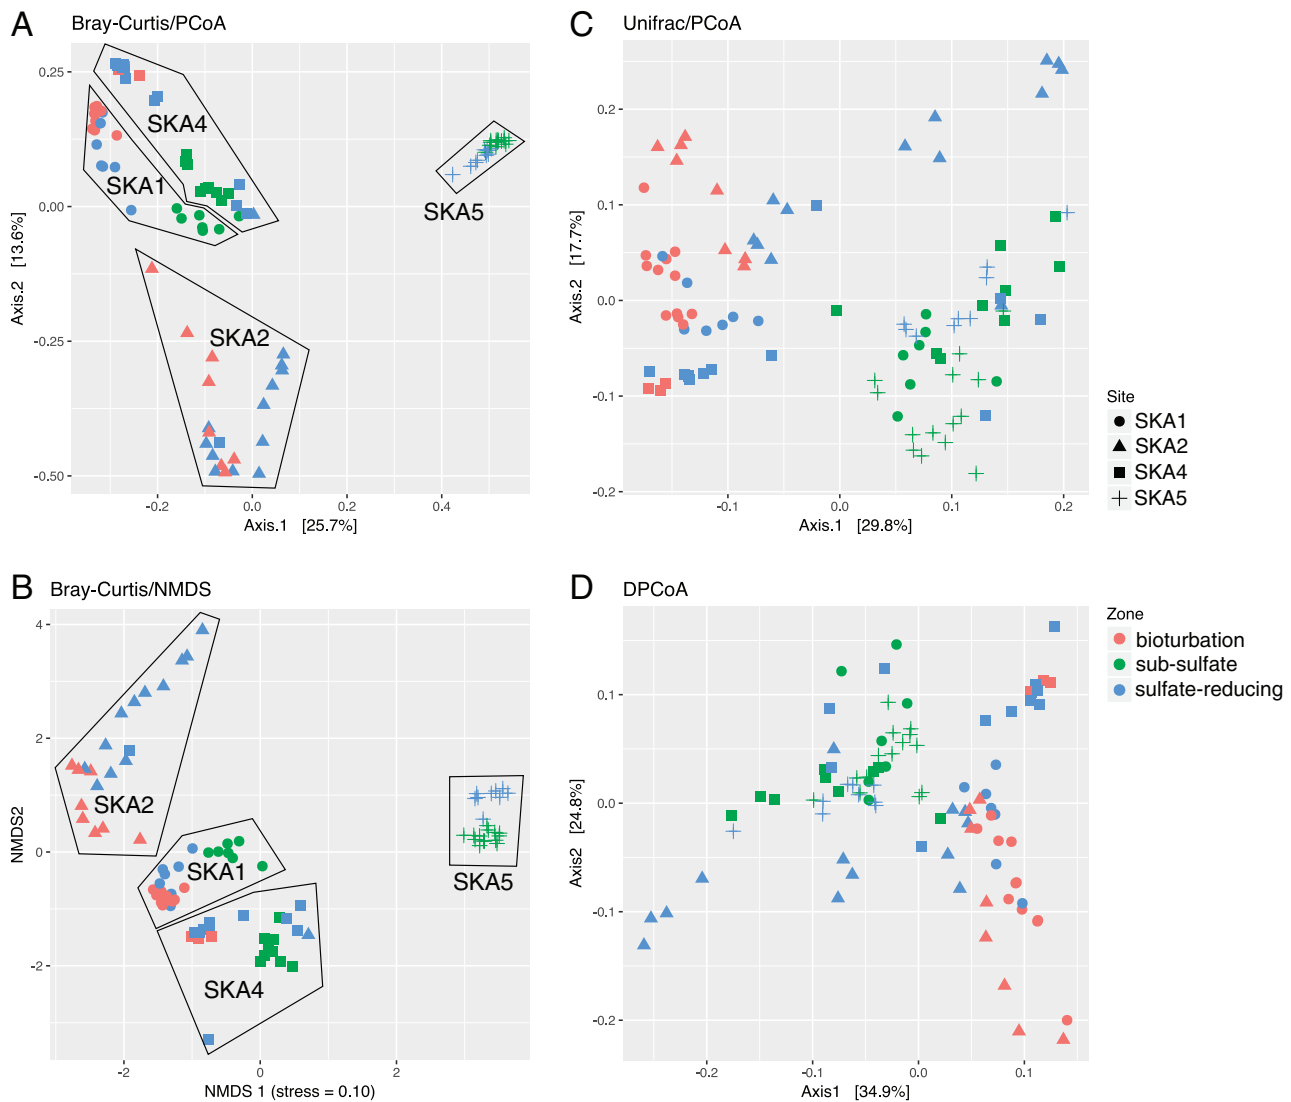 A
Bray-Curtis/PCoA
0.25
0.00
-0.25
-0.50
Axis.2 [13.6%]
SKA4
SKA1
SKA5
SKA2
-0.2
0.0
0.2
0.4
Axis.1 [25.7%]
C
Unifrac/PCoA
0.2
0.1
0.0
-0.1
-0.2
Axis.2 [17.7%]
-0.1
0.0
0.1
0.2
Axis.1 [29.8%]
Site
SKA1
SKA2
SKA4
SKA5
B
Bray-Curtis/NMDS
4
2
0
-2
NMDS2
SKA2
SKA1
SKA5
SKA4
-2
0
2
NMDS 1 (stress = 0.10)
D
DPCoA
0.1
0.0
-0.1
-0.2
Axis2 [24.8%]
-0.2
-0.1
0.0
0.1
Axis1 [34.9%]
Zone
bioturbation
sub-sulfate
sulfate-reducing